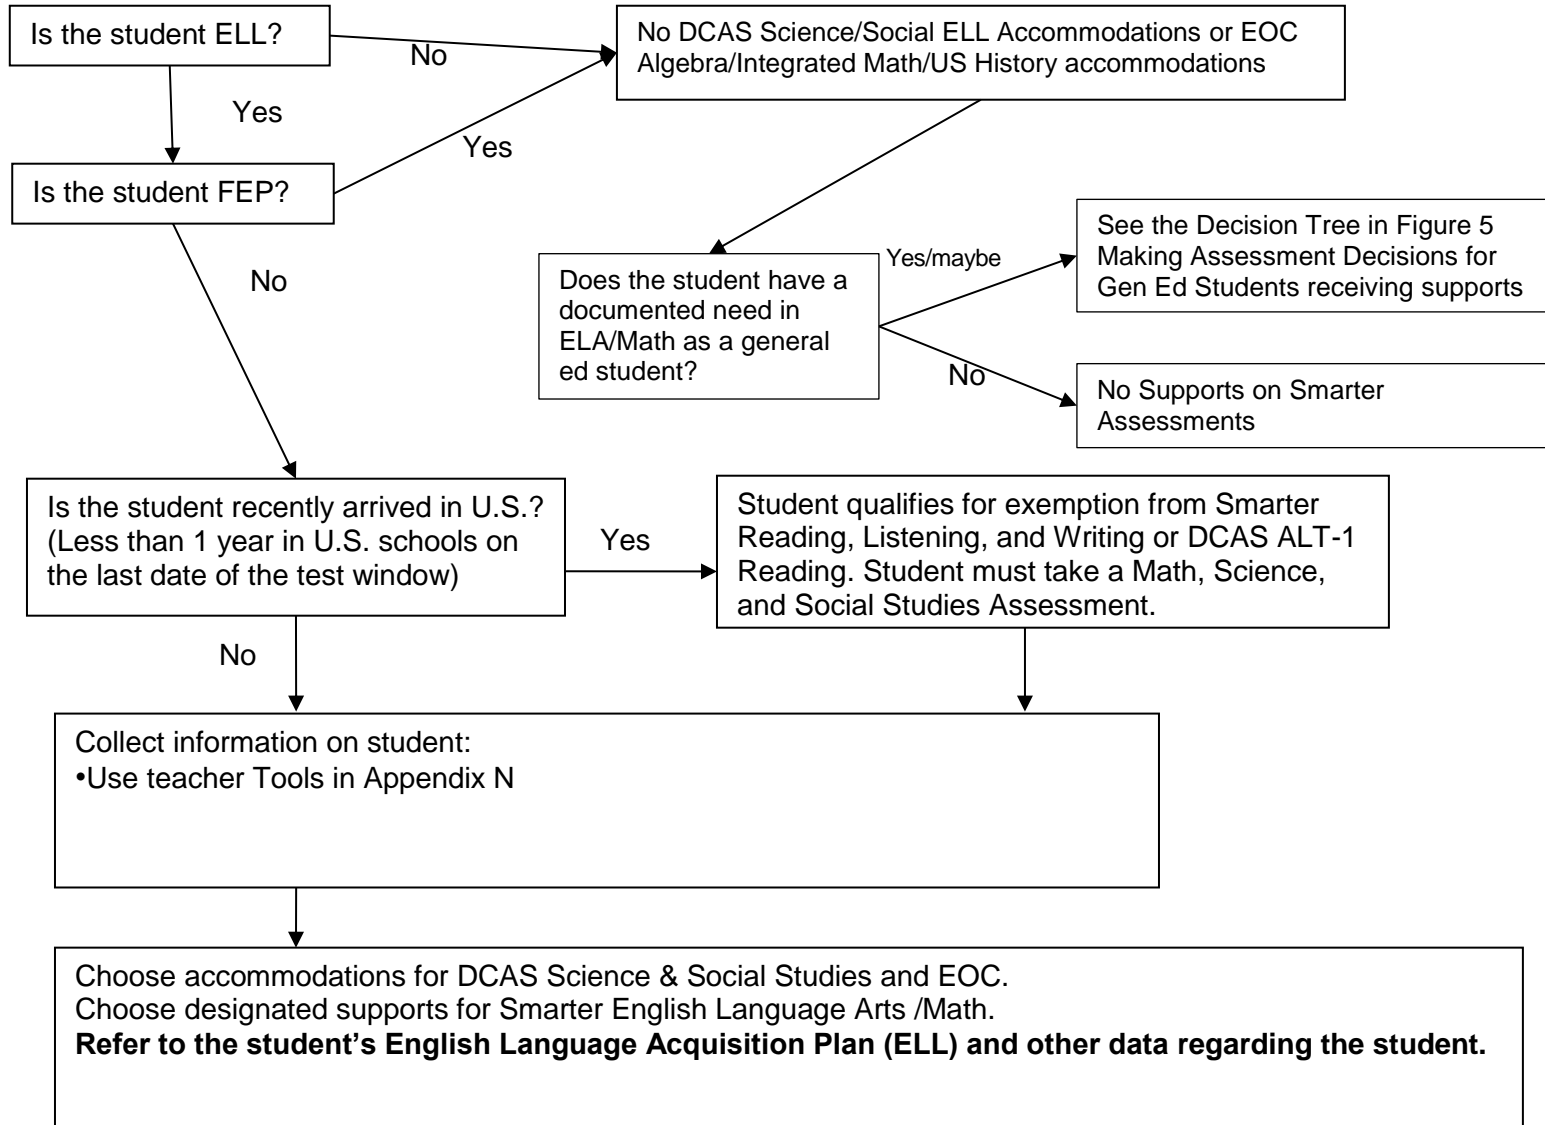 Is the student ELL?
No
No DCAS Science/Social ELL Accommodations or EOC
Algebra/Integrated Math/US History accommodations
Yes
Yes
Is the student FEP?
No
Does the student have a
documented need in
ELA/Math as a general
ed student?
Yes/maybe
See the Decision Tree in Figure 5
Making Assessment Decisions for
Gen Ed Students receiving supports
No
No Supports on Smarter
Assessments
Is the student recently arrived in U.S.?
(Less than 1 year in U.S. schools on
the last date of the test window)
Yes
Student qualifies for exemption from Smarter
Reading, Listening, and Writing or DCAS ALT-1
Reading. Student must take a Math, Science,
and Social Studies Assessment.
No
Collect information on student:
•Use teacher Tools in Appendix N
Choose accommodations for DCAS Science & Social Studies and EOC.
Choose designated supports for Smarter English Language Arts /Math.
Refer to the student’s English Language Acquisition Plan (ELL) and other data regarding the student.